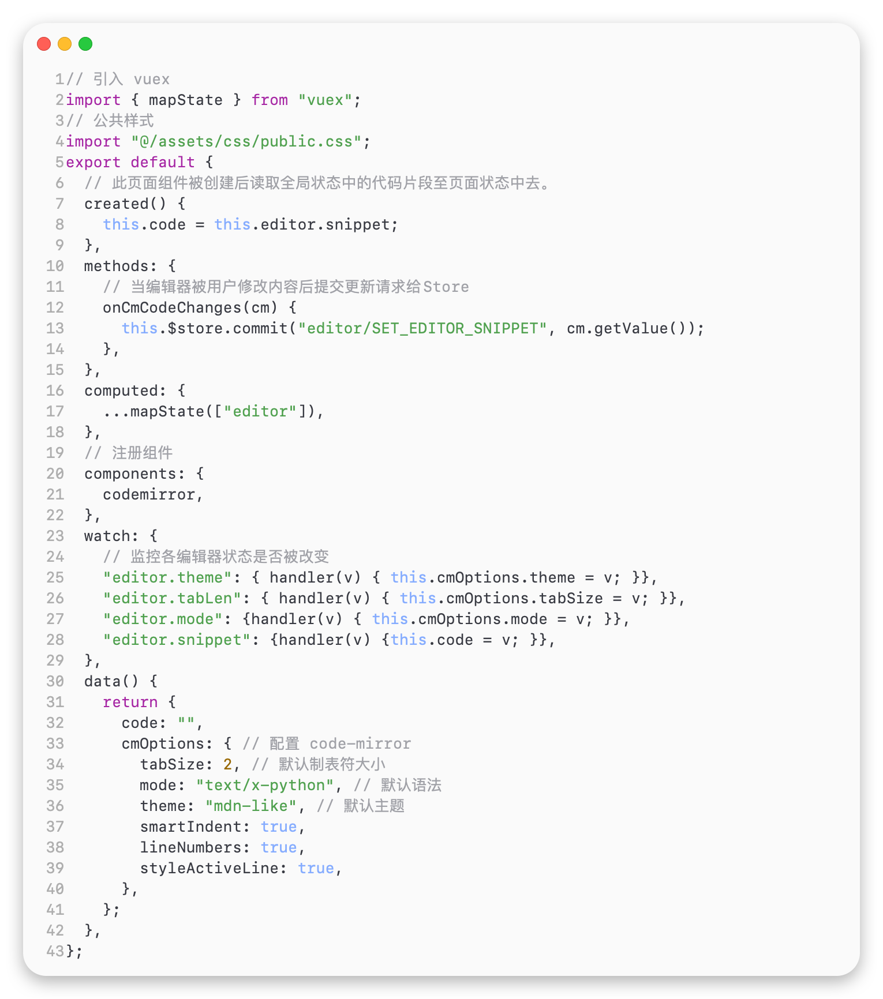 1// 引入 vuex
2import { mapState } from "vuex";
3// 公共样式
4import "@/assets/css/public.css";
5export default {
6  // 此页面组件被创建后读取全局状态中的代码片段至页面状态中去。
7  created() {
8    this.code = this.editor.snippet;
9  },
10  methods: {
11    // 当编辑器被用户修改内容后提交更新请求给Store
12    onCmCodeChanges(cm) {
13      this.$store.commit("editor/SET_EDITOR_SNIPPET", cm.getValue());
14    },
15  },
16  computed: {
17    ...mapState(["editor"]),
18  },
19  // 注册组件
20  components: {
21    codemirror,
22  },
23  watch: {
24    // 监控各编辑器状态是否被改变
25    "editor.theme": { handler(v) { this.cmOptions.theme = v; }},
26    "editor.tabLen": { handler(v) { this.cmOptions.tabSize = v; }},
27    "editor.mode": {handler(v) { this.cmOptions.mode = v; }},
28    "editor.snippet": {handler(v) {this.code = v; }},
29  },
30  data() {
31    return {
32      code: "",
33      cmOptions: { // 配置 code-mirror
34        tabSize: 2, // 默认制表符大小
35        mode: "text/x-python", // 默认语法
36        theme: "mdn-like", // 默认主题
37        smartIndent: true,
38        lineNumbers: true,
39        styleActiveLine: true,
40      },
41    };
42  },
43};